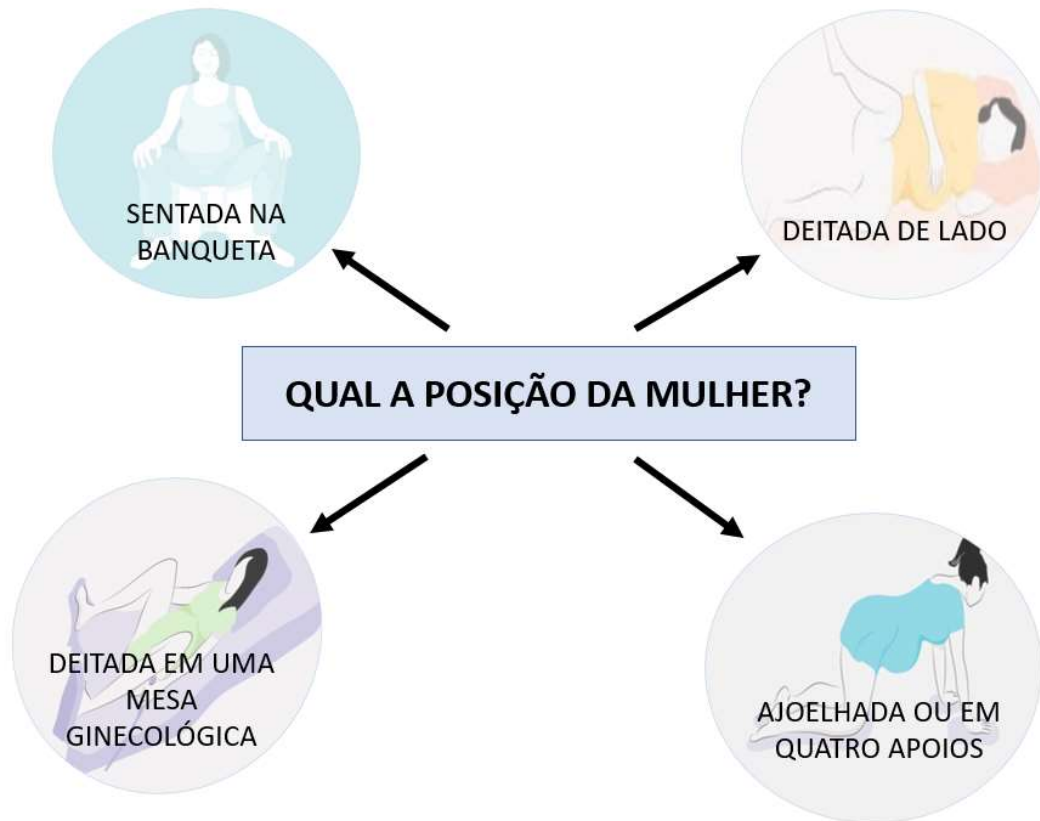 SENTADA NA
BANQUETA
DEITADA DE LADO
QUAL A POSIÇÃO DA MULHER?
DEITADA EM UMA
MESA
GINECOLÓGICA
AJOELHADA OU EM
QUATRO APOIOS